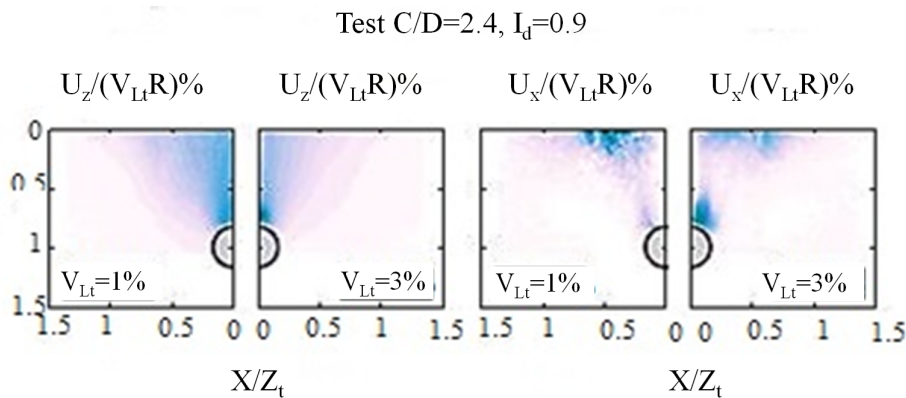 Test C/D=2.4, I_d=0.9
U_z/(V_LtR)% U_z/(V_LtR)% U_x/(V_LtR)% U_x/(V_LtR)%
0
0 5
1
1.5
V_Lt=1% V_Lt=3% V_Lt=1% V_Lt=3%
1.5 1 0.5 0 0 0.5 1 1.5 1 0.5 0 0 0.5 1 1.5
X/Z_t X/Z_t